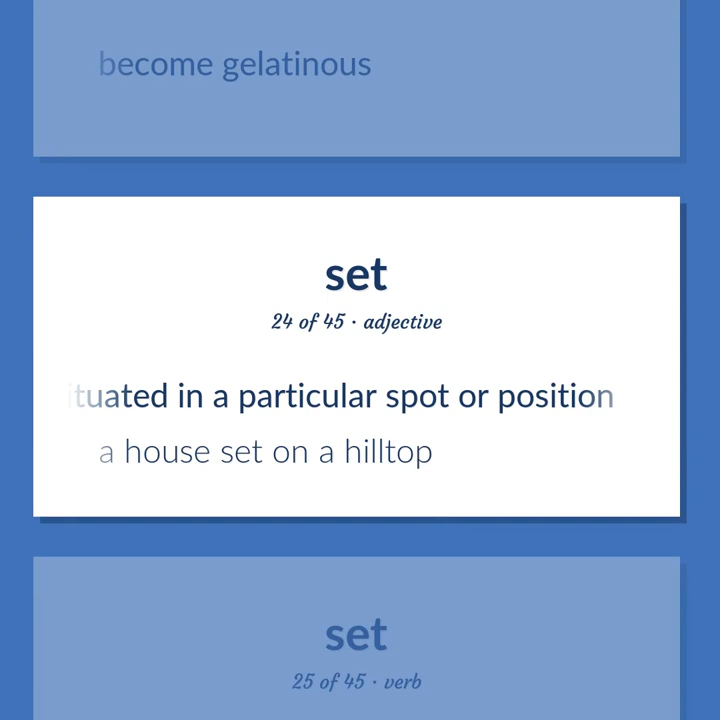 become gelatinous
set
24 of 45 · adjective
ituated in a particular spot or position
a house set on a hilltop
set
25 of 45 · verb